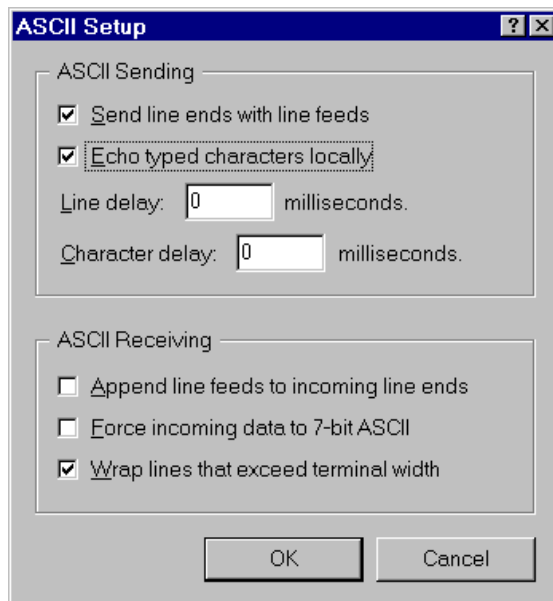 ASCII Setup
ASCII Sending
Send line ends with line feeds
Echo typed characters locally
Line delay: 0 milliseconds.
Character delay: 0 milliseconds.
ASCII Receiving
Append line feeds to incoming line ends
Force incoming data to 7-bit ASCII
Wrap lines that exceed terminal width
OK Cancel